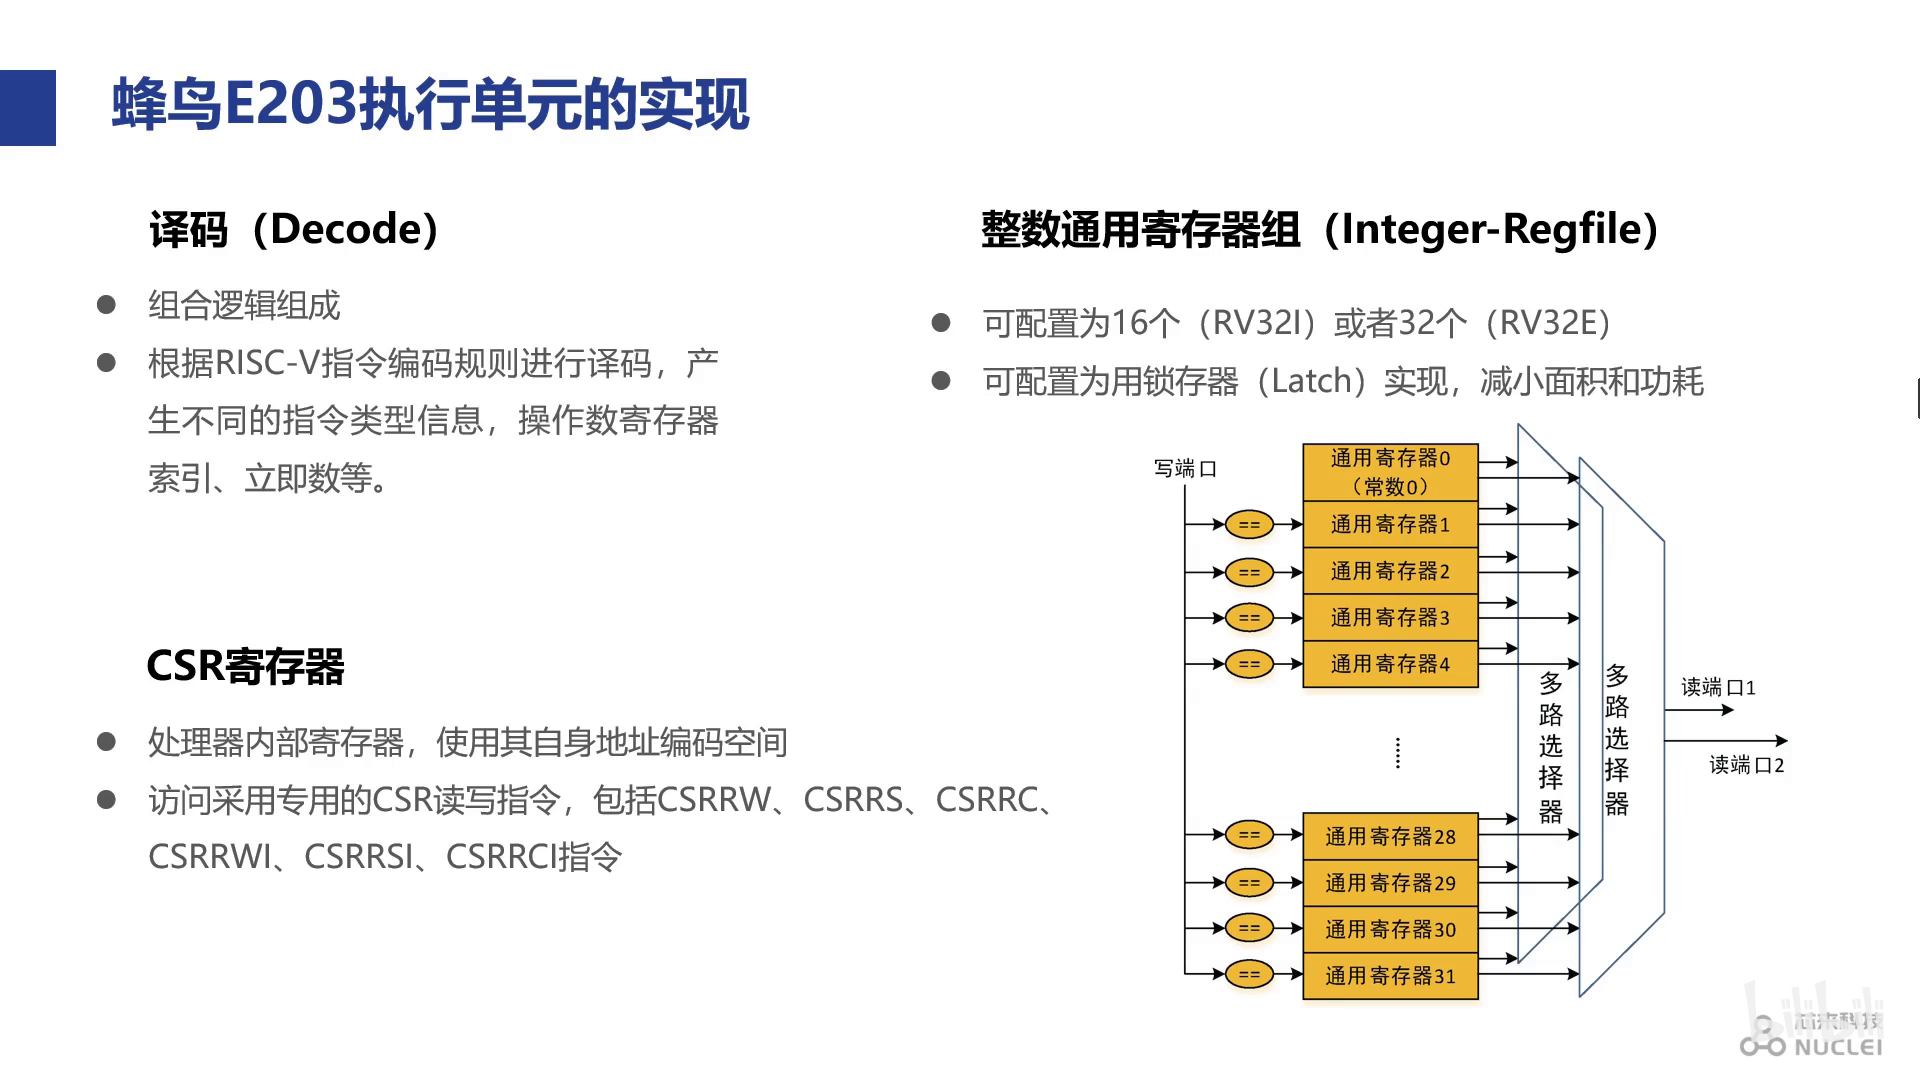 蜂鸟E203执行单元的实现
译码（Decode）
组合逻辑组成
根据RISC-V指令编码规则进行译码，产
生不同的指令类型信息，操作数寄存器
索引、立即数等。
CSR寄存器
处理器内部寄存器，使用其自身地址编码空间
访问采用专用的CSR读写指令，包括CSRRW、CSRRS、CSRRC、
CSRRWI、CSRRSI、CSRRCI指令
整数通用寄存器组（Integer-Regfile）
可配置为16个（RV32I）或者32个（RV32E）
可配置为用锁存器（Latch）实现，减小面积和功耗
写端口
通用寄存器0
（常数0）
== 通用寄存器1
== 通用寄存器2
== 通用寄存器3
== 通用寄存器4
== 通用寄存器28
== 通用寄存器29
== 通用寄存器30
== 通用寄存器31
多路选择器
多路选择器
读端口1
读端口2
bilibili
芯来科技
NUCLEI